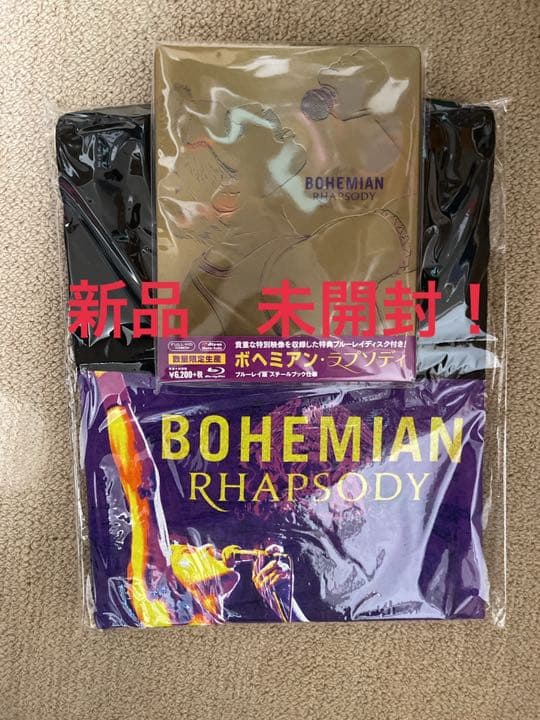 BOHEMIAN
RHAPSODY
新品 未開封！
貴重な特別映像を収録した特典ブルーレイディスク付き！
数量限定生産
ボヘミアン・ラプソディ
¥6,200+税
Blu-ray
ブルーレイ版 スチールブック仕様
BOHEMIAN
RHAPSODY